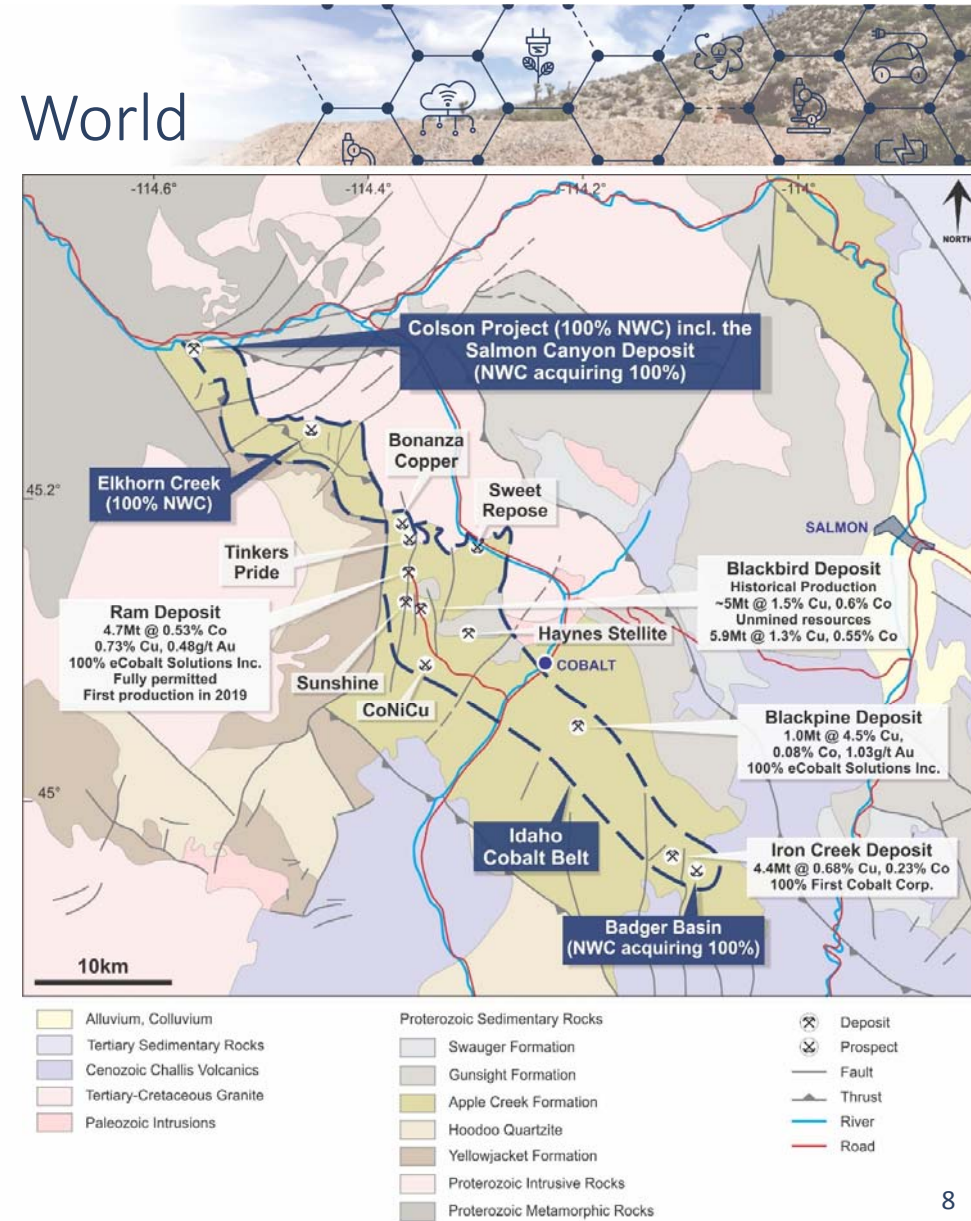 World
-114.6°
-114.4°
-114.2°
-114°
NORTH
Colson Project (100% NWC) incl. the
Salmon Canyon Deposit
(NWC acquiring 100%)
Bonanza
Copper
Elkhorn Creek
(100% NWC)
Sweet
Repose
45.2°
SALMON
Tinkers
Pride
Blackbird Deposit
Historical Production
~5Mt @ 1.5% Cu, 0.6% Co
Unmined resources
5.9Mt @ 1.3% Cu, 0.55% Co
Ram Deposit
4.7Mt @ 0.53% Co
0.73% Cu, 0.48g/t Au
100% eCobalt Solutions Inc.
Fully permitted
First production in 2019
Haynes Stellite
COBALT
Sunshine
CoNiCu
Blackpine Deposit
1.0Mt @ 4.5% Cu,
0.08% Co, 1.03g/t Au
100% eCobalt Solutions Inc.
45°
Idaho
Cobalt Belt
Iron Creek Deposit
4.4Mt @ 0.68% Cu, 0.23% Co
100% First Cobalt Corp.
Badger Basin
(NWC acquiring 100%)
10km
Alluvium, Colluvium
Tertiary Sedimentary Rocks
Cenozoic Challis Volcanics
Tertiary-Cretaceous Granite
Paleozoic Intrusions
Proterozoic Sedimentary Rocks
Swauger Formation
Gunsight Formation
Apple Creek Formation
Hoodoo Quartzite
Yellowjacket Formation
Proterozoic Intrusive Rocks
Proterozoic Metamorphic Rocks
Deposit
Prospect
Fault
Thrust
River
Road
8